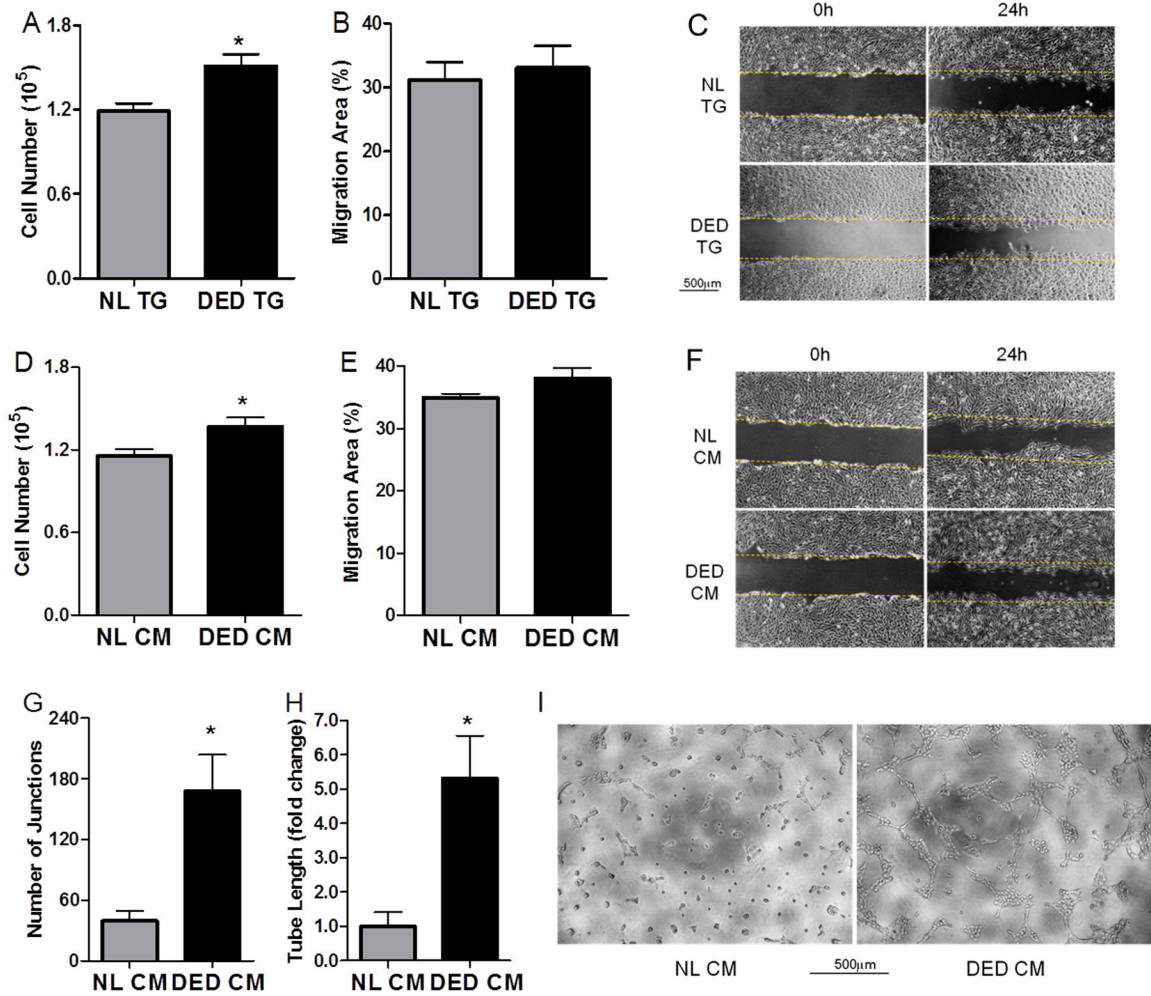 A
Cell Number (10⁵)
1.8
1.2
0.6
0.0
*
NL TG
DED TG
B
Migration Area (%)
40
30
20
10
0
NL TG
DED TG
C
0h
24h
NL
TG
DED
TG
500μm
D
Cell Number (10⁵)
1.8
1.2
0.6
0.0
*
NL CM
DED CM
E
Migration Area (%)
40
30
20
10
0
NL CM
DED CM
F
0h
24h
NL
CM
DED
CM
G
Number of Junctions
240
180
120
60
0
*
NL CM
DED CM
H
Tube Length (fold change)
7.0
6.0
5.0
4.0
3.0
2.0
1.0
0.0
*
NL CM
DED CM
I
NL CM
500μm
DED CM